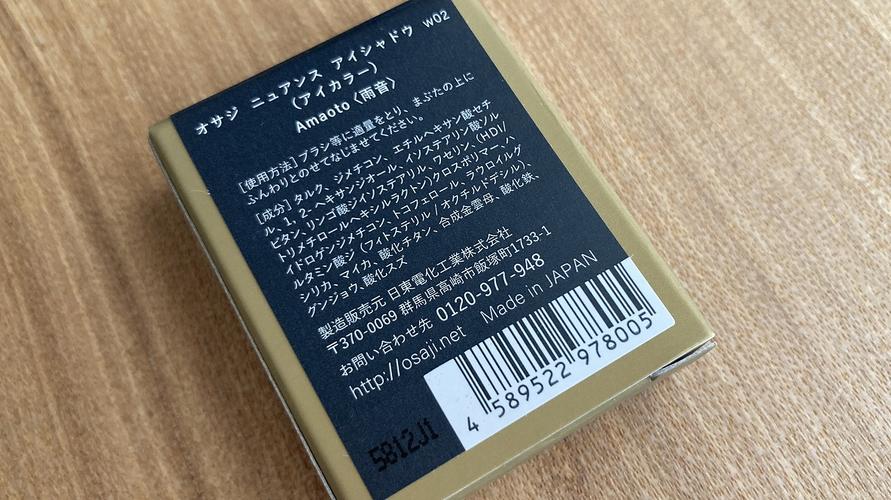 オサジ ニュアンス アイシャドウ w02
(アイカラー)
Amaoto〈雨音〉
[使用方法]ブラシ等に適量をとり、まぶたの上に
ふんわりとのせてなじませてください。
[成分]タルク、ジメチコン、エチルヘキサン酸セチ
ル、1, 2-ヘキサンジオール、イソステアリン酸ソル
ビタン、リンゴ酸ジイソステアリル、ワセリン、(HDI/
トリメチロールヘキシルラクトン)クロスポリマー、ハ
イドロゲンジメチコン、トコフェロール、ラウロイルグ
ルタミン酸ジ(フィトステリル/オクチルドデシル)、
シリカ、マイカ、酸化チタン、合成金雲母、酸化鉄、
グンジョウ、酸化スズ
製造販売元 日東電化工業株式会社
〒370-0069 群馬県高崎市飯塚町1733-1
お問い合わせ先 0120-977-948
http://osaji.net Made in JAPAN
4 589522 978005
5812J1